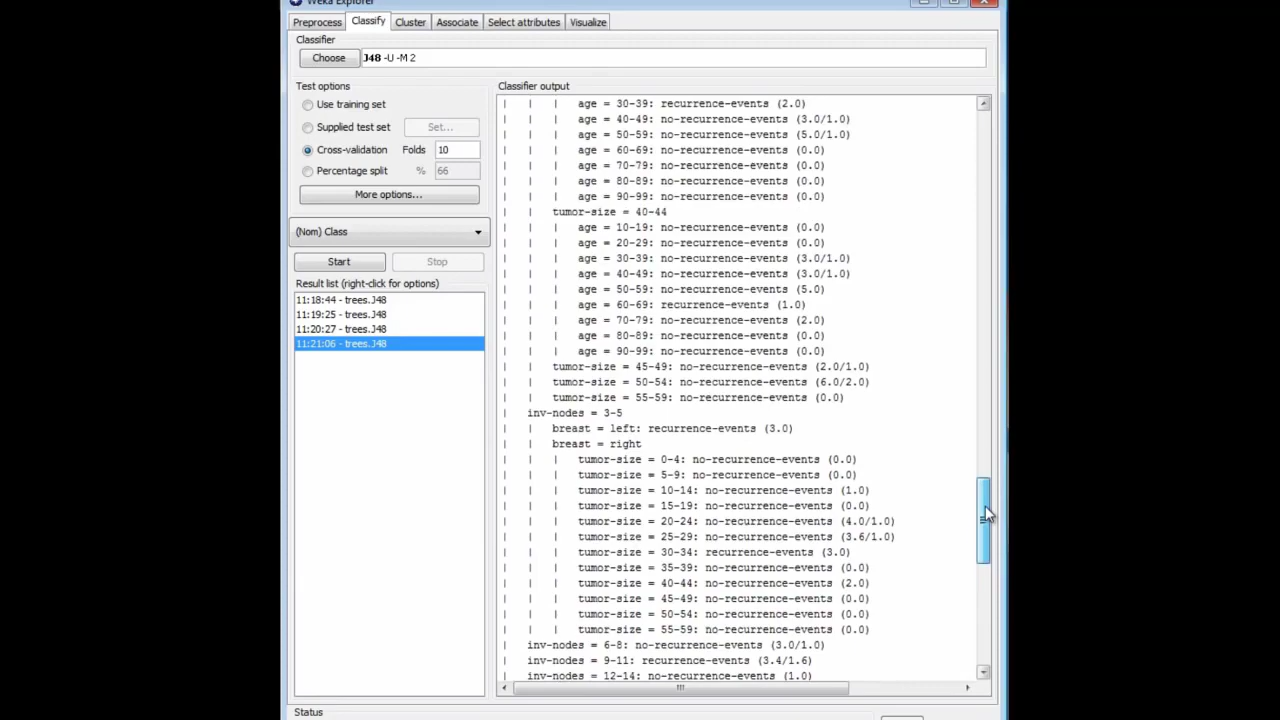 Weka Explorer
Preprocess Classify Cluster Associate Select attributes Visualize
Classifier
Choose J48 -U -M 2
Test options
Use training set
Supplied test set Set...
Cross-validation Folds 10
Percentage split % 66
More options...
(Nom) Class
Start Stop
Result list (right-click for options)
11:18:44 - trees.J48
11:19:25 - trees.J48
11:20:27 - trees.J48
11:21:06 - trees.J48
Classifier output
| | | age = 30-39: recurrence-events (2.0)
| | | age = 40-49: no-recurrence-events (3.0/1.0)
| | | age = 50-59: no-recurrence-events (5.0/1.0)
| | | age = 60-69: no-recurrence-events (0.0)
| | | age = 70-79: no-recurrence-events (0.0)
| | | age = 80-89: no-recurrence-events (0.0)
| | | age = 90-99: no-recurrence-events (0.0)
| | tumor-size = 40-44
| | | age = 10-19: no-recurrence-events (0.0)
| | | age = 20-29: no-recurrence-events (0.0)
| | | age = 30-39: no-recurrence-events (3.0/1.0)
| | | age = 40-49: no-recurrence-events (3.0/1.0)
| | | age = 50-59: no-recurrence-events (5.0)
| | | age = 60-69: recurrence-events (1.0)
| | | age = 70-79: no-recurrence-events (2.0)
| | | age = 80-89: no-recurrence-events (0.0)
| | | age = 90-99: no-recurrence-events (0.0)
| | tumor-size = 45-49: no-recurrence-events (2.0/1.0)
| | tumor-size = 50-54: no-recurrence-events (6.0/2.0)
| | tumor-size = 55-59: no-recurrence-events (0.0)
| inv-nodes = 3-5
| | breast = left: recurrence-events (3.0)
| | breast = right
| | | tumor-size = 0-4: no-recurrence-events (0.0)
| | | tumor-size = 5-9: no-recurrence-events (0.0)
| | | tumor-size = 10-14: no-recurrence-events (1.0)
| | | tumor-size = 15-19: no-recurrence-events (0.0)
| | | tumor-size = 20-24: no-recurrence-events (4.0/1.0)
| | | tumor-size = 25-29: no-recurrence-events (3.6/1.0)
| | | tumor-size = 30-34: recurrence-events (3.0)
| | | tumor-size = 35-39: no-recurrence-events (0.0)
| | | tumor-size = 40-44: no-recurrence-events (2.0)
| | | tumor-size = 45-49: no-recurrence-events (0.0)
| | | tumor-size = 50-54: no-recurrence-events (0.0)
| | | tumor-size = 55-59: no-recurrence-events (0.0)
| inv-nodes = 6-8: no-recurrence-events (3.0/1.0)
| inv-nodes = 9-11: recurrence-events (3.4/1.6)
| inv-nodes = 12-14: no-recurrence-events (1.0)
Status